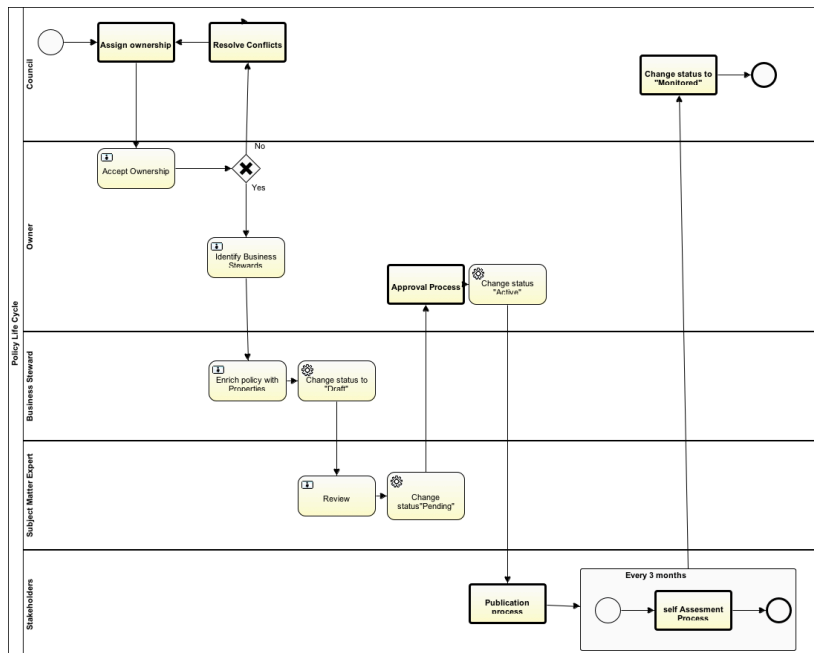 Policy Life Cycle
Council
Assign ownership
Resolve Conflicts
Change status to
"Monitored"
No
Owner
Accept Ownership
Yes
Identify Business
Stewards
Approval Process
Change status
"Active"
Business Steward
Enrich policy with
Properties
Change status to
"Draft"
Subject Matter Expert
Review
Change
status"Pending"
Stakeholders
Publication
process
Every 3 months
self Assesment
Process